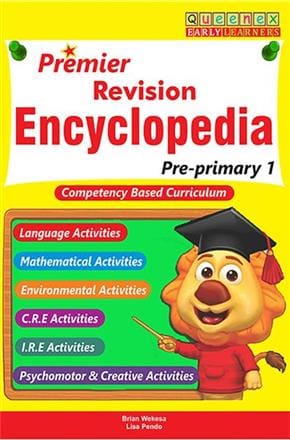 Queenex
EARLY LEARNERS
Premier
Revision
Encyclopedia
Pre-primary 1
Competency Based Curriculum
Language Activities
Mathematical Activities
Environmental Activities
C.R.E Activities
I.R.E Activities
Psychomotor & Creative Activities
Brian Wekesa
Lisa Pendo